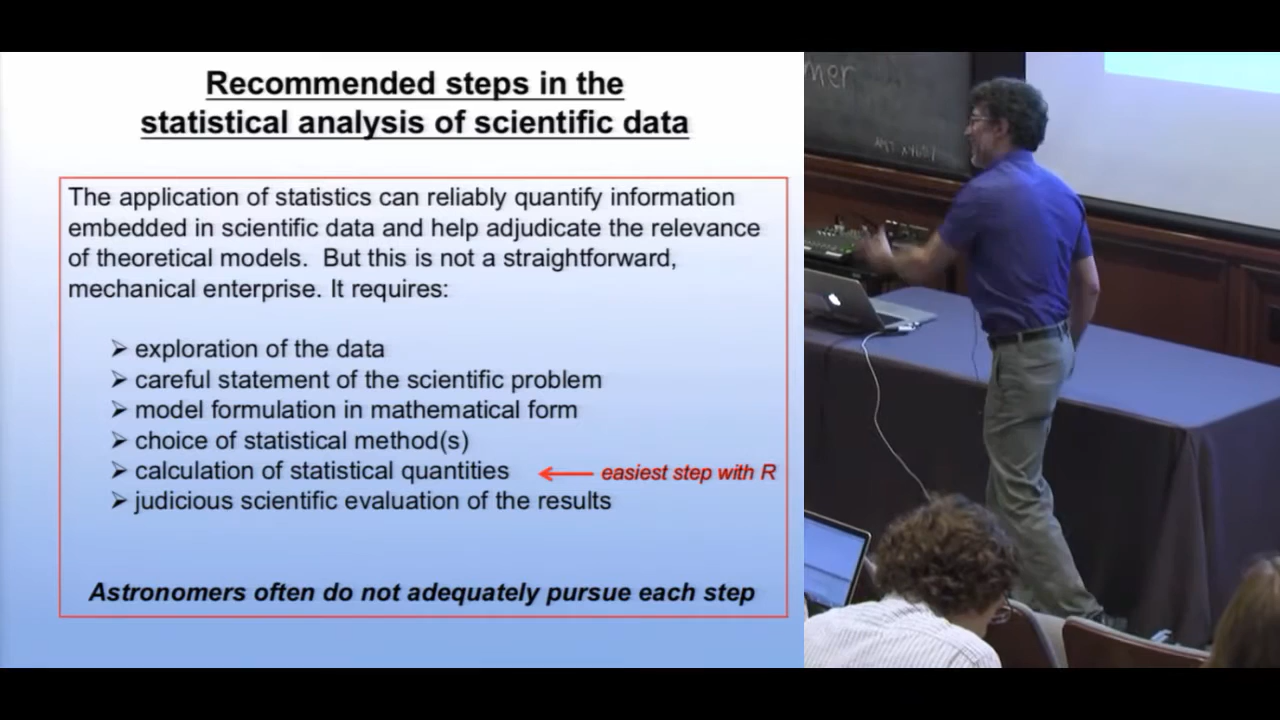 Recommended steps in the
statistical analysis of scientific data
The application of statistics can reliably quantify information
embedded in scientific data and help adjudicate the relevance
of theoretical models.  But this is not a straightforward,
mechanical enterprise. It requires:
➢ exploration of the data
➢ careful statement of the scientific problem
➢ model formulation in mathematical form
➢ choice of statistical method(s)
➢ calculation of statistical quantities
easiest step with R
➢ judicious scientific evaluation of the results
Astronomers often do not adequately pursue each step